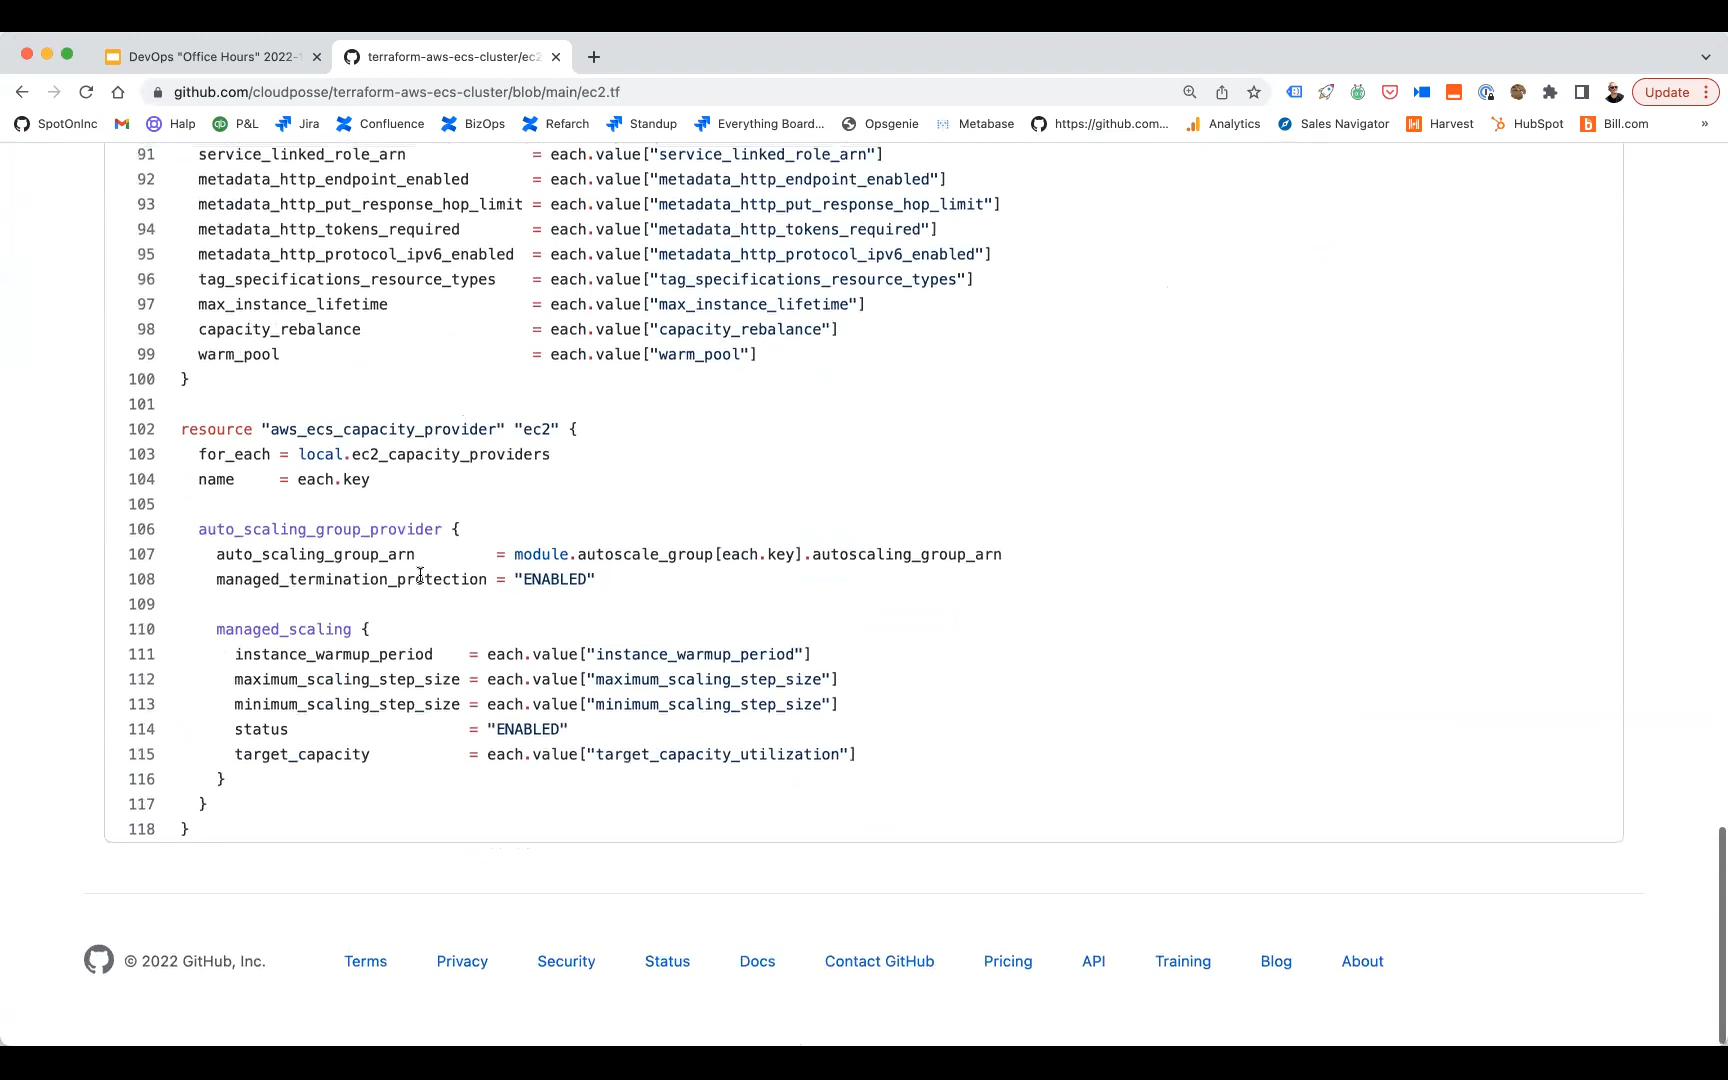 DevOps "Office Hours" 2022-1
terraform-aws-ecs-cluster/ec2
github.com/cloudposse/terraform-aws-ecs-cluster/blob/main/ec2.tf
Update
SpotOnInc
Halp
P&L
Jira
Confluence
BizOps
Refarch
Standup
Everything Board...
Opsgenie
Metabase
https://github.com...
Analytics
Sales Navigator
Harvest
HubSpot
Bill.com
»
91 service_linked_role_arn = each.value["service_linked_role_arn"]
92 metadata_http_endpoint_enabled = each.value["metadata_http_endpoint_enabled"]
93 metadata_http_put_response_hop_limit = each.value["metadata_http_put_response_hop_limit"]
94 metadata_http_tokens_required = each.value["metadata_http_tokens_required"]
95 metadata_http_protocol_ipv6_enabled = each.value["metadata_http_protocol_ipv6_enabled"]
96 tag_specifications_resource_types = each.value["tag_specifications_resource_types"]
97 max_instance_lifetime = each.value["max_instance_lifetime"]
98 capacity_rebalance = each.value["capacity_rebalance"]
99 warm_pool = each.value["warm_pool"]
100 }
101
102 resource "aws_ecs_capacity_provider" "ec2" {
103 for_each = local.ec2_capacity_providers
104 name = each.key
105
106 auto_scaling_group_provider {
107 auto_scaling_group_arn = module.autoscale_group[each.key].autoscaling_group_arn
108 managed_termination_protection = "ENABLED"
109
110 managed_scaling {
111 instance_warmup_period = each.value["instance_warmup_period"]
112 maximum_scaling_step_size = each.value["maximum_scaling_step_size"]
113 minimum_scaling_step_size = each.value["minimum_scaling_step_size"]
114 status = "ENABLED"
115 target_capacity = each.value["target_capacity_utilization"]
116 }
117 }
118 }
© 2022 GitHub, Inc.
Terms
Privacy
Security
Status
Docs
Contact GitHub
Pricing
API
Training
Blog
About